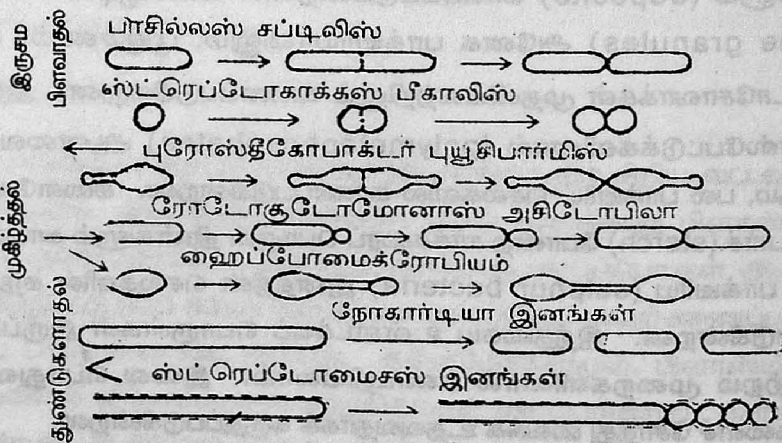 இருசம
பிளவாதல்
பாசில்லஸ் சப்டிலிஸ்
ஸ்ட்ரெப்டோகாக்கஸ் பீகாலிஸ்
புரோஸ்தீகோபாக்டர் புயூசிபார்மிஸ்
முகிழ்த்தல்
ரோடோசூடோமோனாஸ் அசிடோபிலா
ஹைப்போமைக்ரோபியம்
துண்டுகளாதல்
நோகார்டியா இனங்கள்
ஸ்ட்ரெப்டோமைசஸ் இனங்கள்